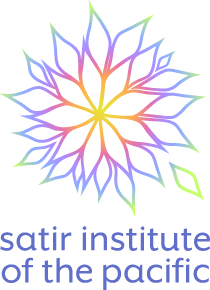 satir institute
of the pacific